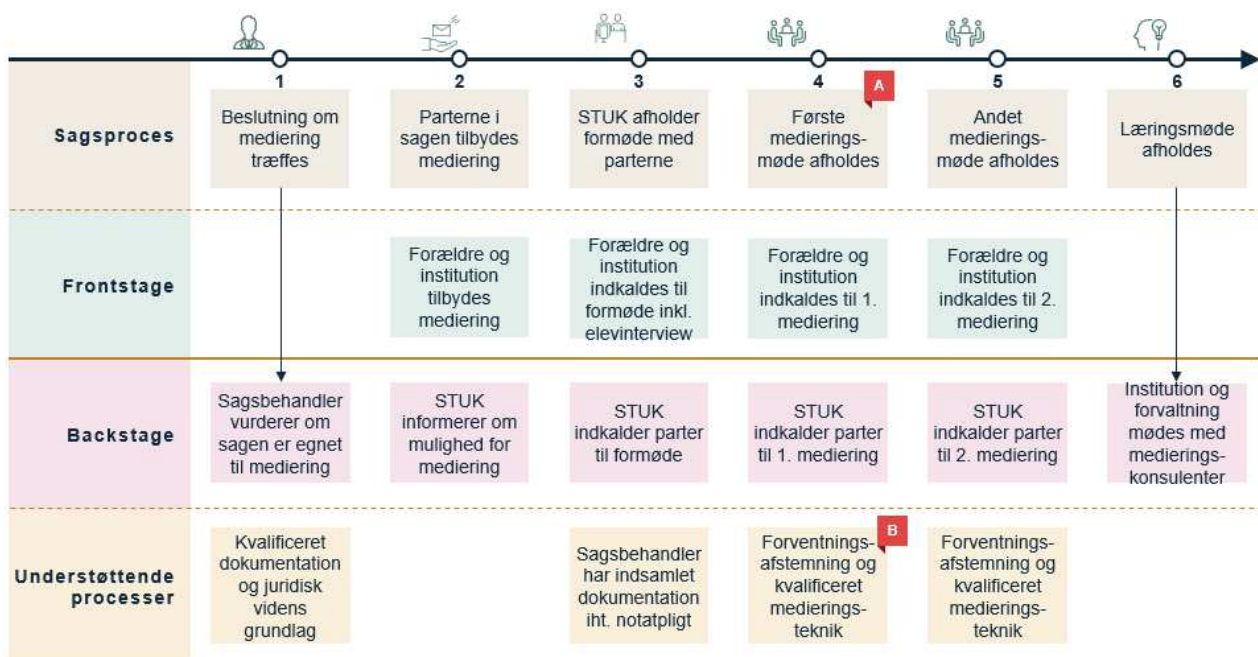 1
2
3
4
5
6
A
Sagsproces
Beslutning om
mediering
træffes
Parterne i
sagen tilbydes
mediering
STUK afholder
formøde med
parterne
Første
medierings-
møde afholdes
Andet
medierings-
møde afholdes
Læringsmøde
afholdes
Frontstage
Forældre og
institution
tilbydes
mediering
Forældre og
institution
indkaldes til
formøde inkl.
elevinterview
Forældre og
institution
indkaldes til 1.
mediering
Forældre og
institution
indkaldes til 2.
mediering
Backstage
Sagsbehandler
vurderer om
sagen er egnet
til mediering
STUK
informerer om
mulighed for
mediering
STUK
indkalder parter
til formøde
STUK
indkalder parter
til 1. mediering
STUK
indkalder parter
til 2. mediering
Institution og
forvaltning
mødes med
medierings-
konsulenter
Understøttende
processer
Kvalificeret
dokumentation
og juridisk
videns
grundlag
Sagsbehandler
har indsamlet
dokumentation
iht. notatpligt
B
Forventnings-
afstemning og
kvalificeret
medierings-
teknik
Forventnings-
afstemning og
kvalificeret
medierings-
teknik